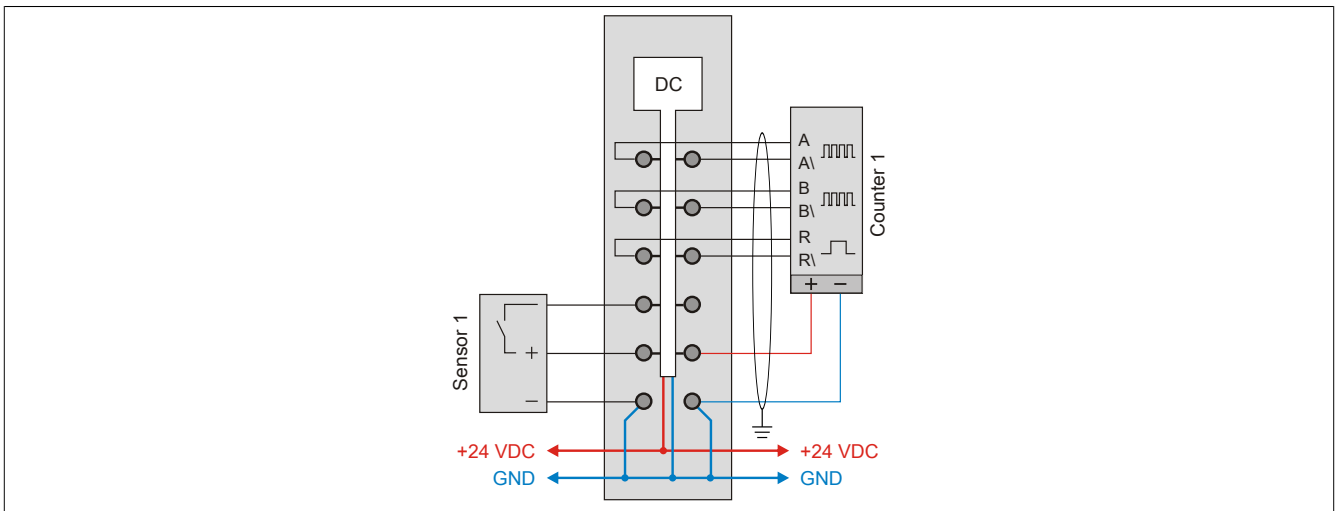 DC
A
A\
B
B\
R
R\
Counter 1
+ −
Sensor 1
+
−
+24 VDC
+24 VDC
GND
GND